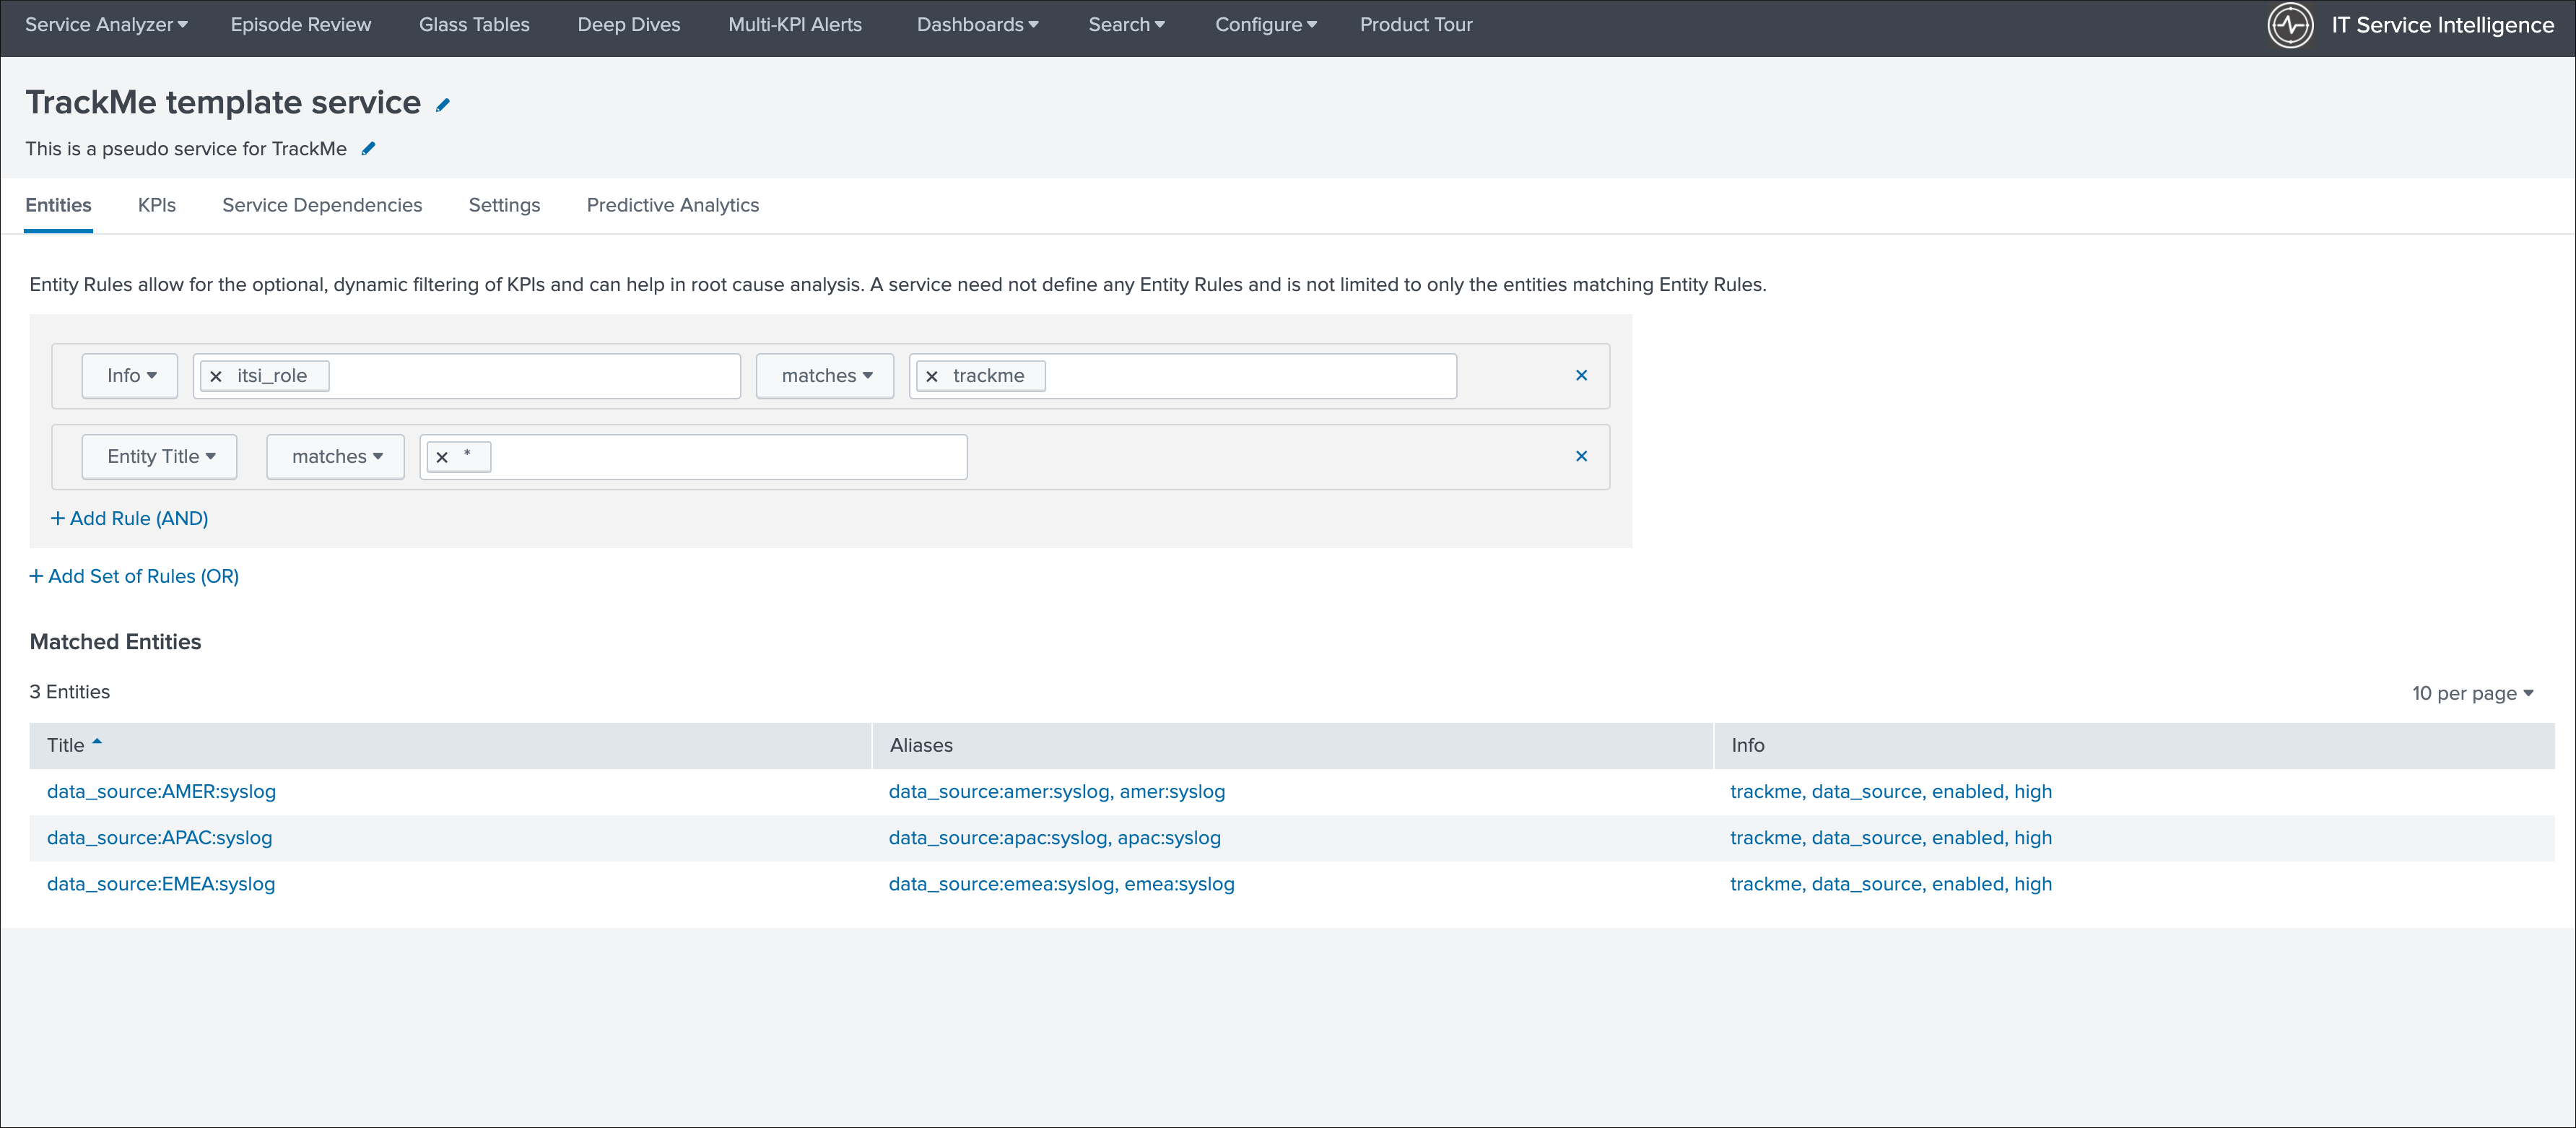 Service Analyzer Episode Review Glass Tables Deep Dives Multi-KPI Alerts Dashboards Search Configure Product Tour IT Service Intelligence
TrackMe template service
This is a pseudo service for TrackMe
Entities KPIs Service Dependencies Settings Predictive Analytics
Entity Rules allow for the optional, dynamic filtering of KPIs and can help in root cause analysis. A service need not define any Entity Rules and is not limited to only the entities matching Entity Rules.
Info itsi_role matches trackme
Entity Title matches *
+ Add Rule (AND)
+ Add Set of Rules (OR)
Matched Entities
3 Entities 10 per page
Title Aliases Info
data_source:AMER:syslog data_source:amer:syslog, amer:syslog trackme, data_source, enabled, high
data_source:APAC:syslog data_source:apac:syslog, apac:syslog trackme, data_source, enabled, high
data_source:EMEA:syslog data_source:emea:syslog, emea:syslog trackme, data_source, enabled, high